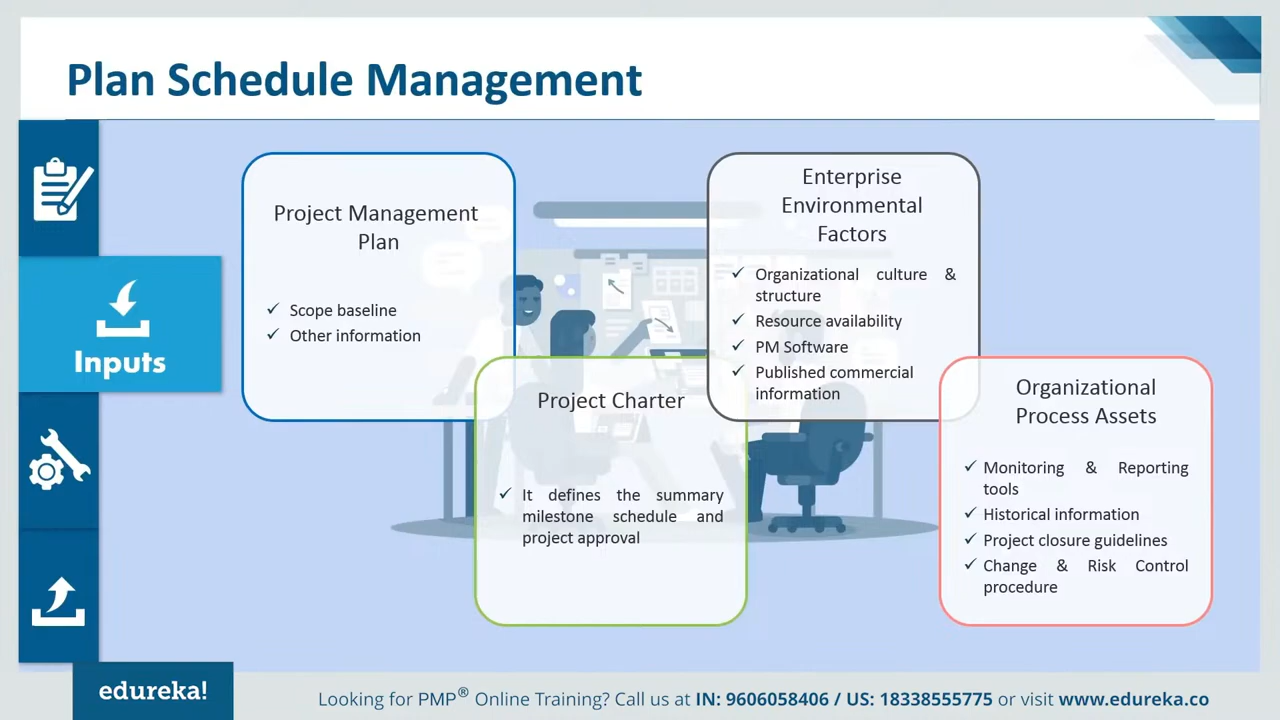 Plan Schedule Management
Inputs
Project Management
Plan
✓ Scope baseline
✓ Other information
Project Charter
✓ It defines the summary
milestone schedule and
project approval
Enterprise
Environmental
Factors
✓ Organizational culture &
structure
✓ Resource availability
✓ PM Software
✓ Published commercial
information
Organizational
Process Assets
✓ Monitoring & Reporting
tools
✓ Historical information
✓ Project closure guidelines
✓ Change & Risk Control
procedure
edureka!
Looking for PMP® Online Training? Call us at IN: 9606058406 / US: 18338555775 or visit www.edureka.co